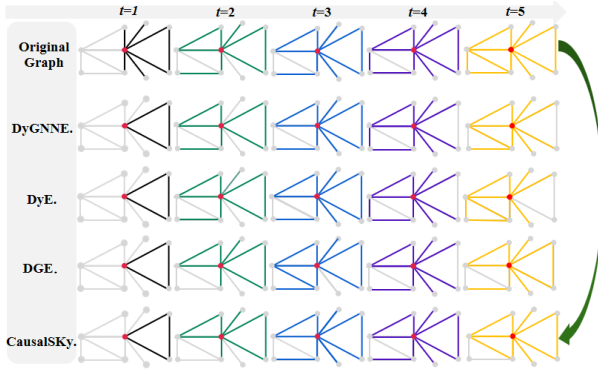 t=1 t=2 t=3 t=4 t=5
Original
Graph
DyGNNE.
DyE.
DGE.
CausalSKy.